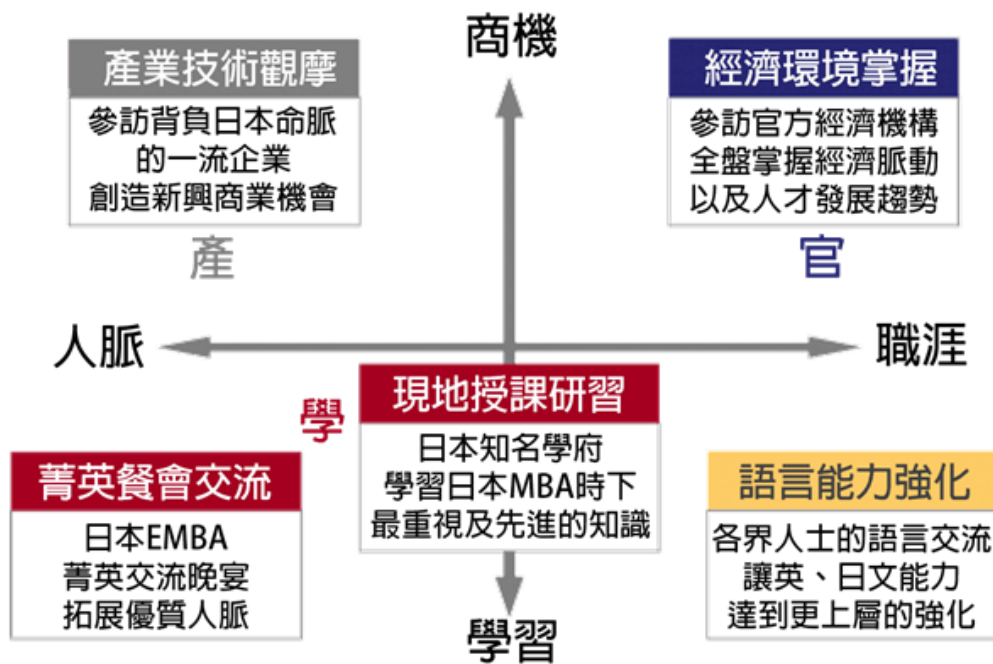 商機
產業技術觀摩
參訪背負日本命脈
的一流企業
創造新興商業機會
產
經濟環境掌握
參訪官方經濟機構
全盤掌握經濟脈動
以及人才發展趨勢
官
人脈
職涯
學
現地授課研習
日本知名學府
學習日本MBA時下
最重視及先進的知識
菁英餐會交流
日本EMBA
菁英交流晚宴
拓展優質人脈
語言能力強化
各界人士的語言交流
讓英、日文能力
達到更上層的強化
學習